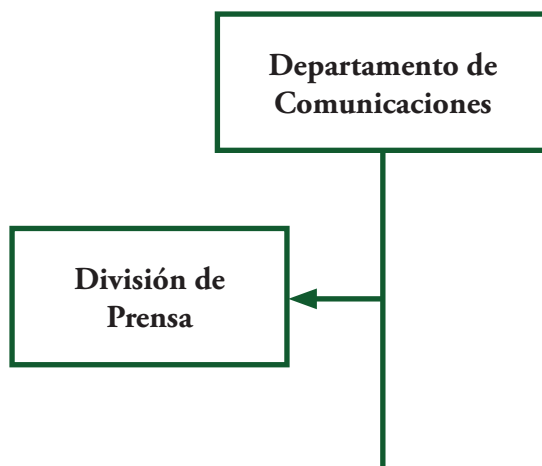 Departamento de
Comunicaciones
División de
Prensa